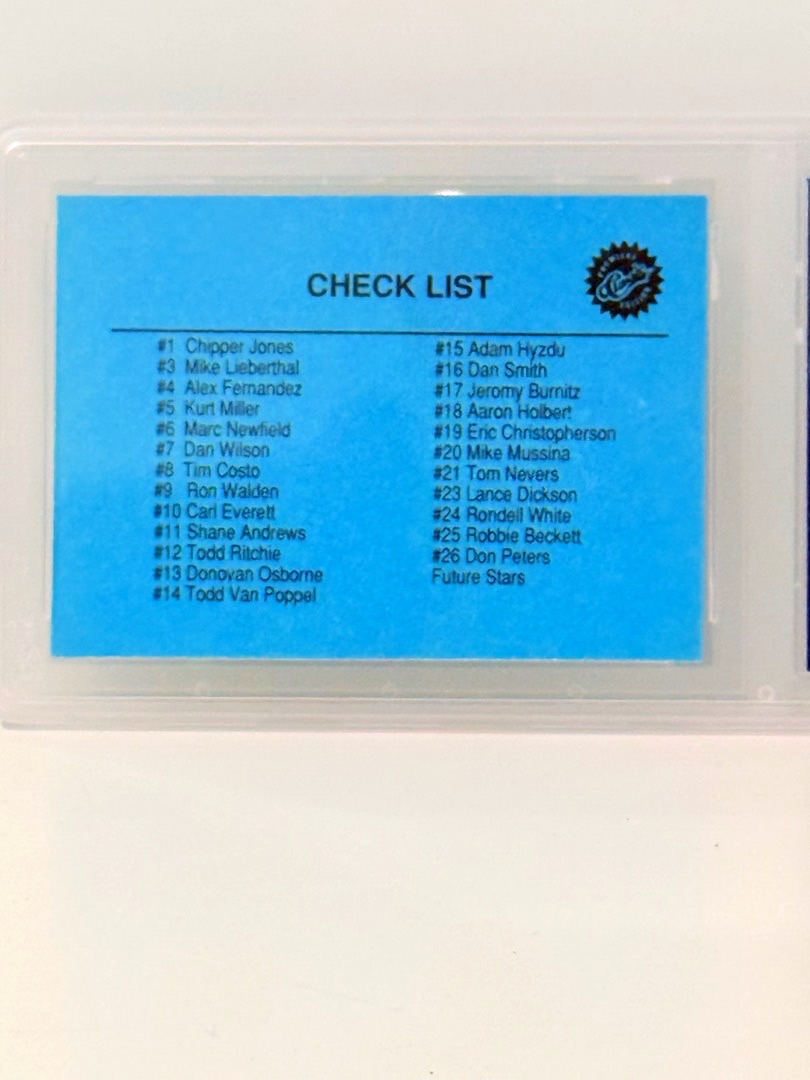 CHECK LIST
#1 Chipper Jones
#3 Mike Lieberthal
#4 Alex Fernandez
#5 Kurt Miller
#6 Marc Newfield
#7 Dan Wilson
#8 Tim Costo
#9 Ron Walden
#10 Carl Everett
#11 Shane Andrews
#12 Todd Ritchie
#13 Donovan Osborne
#14 Todd Van Poppel
#15 Adam Hyzdu
#16 Dan Smith
#17 Jeromy Burnitz
#18 Aaron Holbert
#19 Eric Christopherson
#20 Mike Mussina
#21 Tom Nevers
#23 Lance Dickson
#24 Rondell White
#25 Robbie Beckett
#26 Don Peters
Future Stars